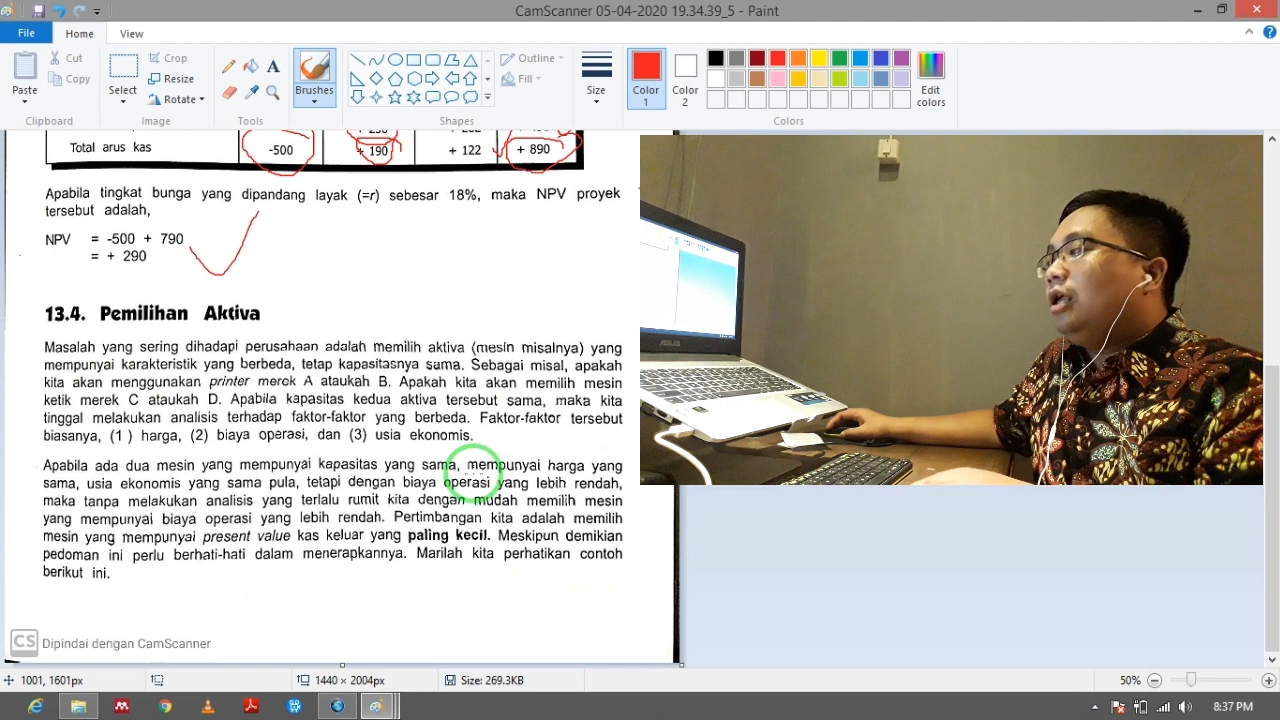 CamScanner 05-04-2020 19.34.39_5 - Paint
File Home View
Paste
Cut
Copy
Clipboard
Select
Crop
Resize
Rotate
Image
Tools
Brushes
Shapes
Outline
Fill
Size
Color 1
Color 2
Edit colors
Colors
Total arus kas -500 + 190 + 122 + 890
Apabila tingkat bunga yang dipandang layak (=r) sebesar 18%, maka NPV proyek
tersebut adalah,
NPV = -500 + 790
= + 290
13.4. Pemilihan Aktiva
Masalah yang sering dihadapi perusahaan adalah memilih aktiva (mesin misalnya) yang
mempunyai karakteristik yang berbeda, tetap kapasitasnya sama. Sebagai misal, apakah
kita akan menggunakan printer merek A ataukah B. Apakah kita akan memilih mesin
ketik merek C ataukah D. Apabila kapasitas kedua aktiva tersebut sama, maka kita
tinggal melakukan analisis terhadap faktor-faktor yang berbeda. Faktor-faktor tersebut
biasanya, (1) harga, (2) biaya operasi, dan (3) usia ekonomis.
Apabila ada dua mesin yang mempunyai kapasitas yang sama, mempunyai harga yang
sama, usia ekonomis yang sama pula, tetapi dengan biaya operasi yang lebih rendah,
maka tanpa melakukan analisis yang terlalu rumit kita dengan mudah memilih mesin
yang mempunyai biaya operasi yang lebih rendah. Pertimbangan kita adalah memilih
mesin yang mempunyai present value kas keluar yang paling kecil. Meskipun demikian
pedoman ini perlu berhati-hati dalam menerapkannya. Marilah kita perhatikan contoh
berikut ini.
CS Dipindai dengan CamScanner
1001, 1601px 1440 × 2004px Size: 269.3KB 50%
8:37 PM